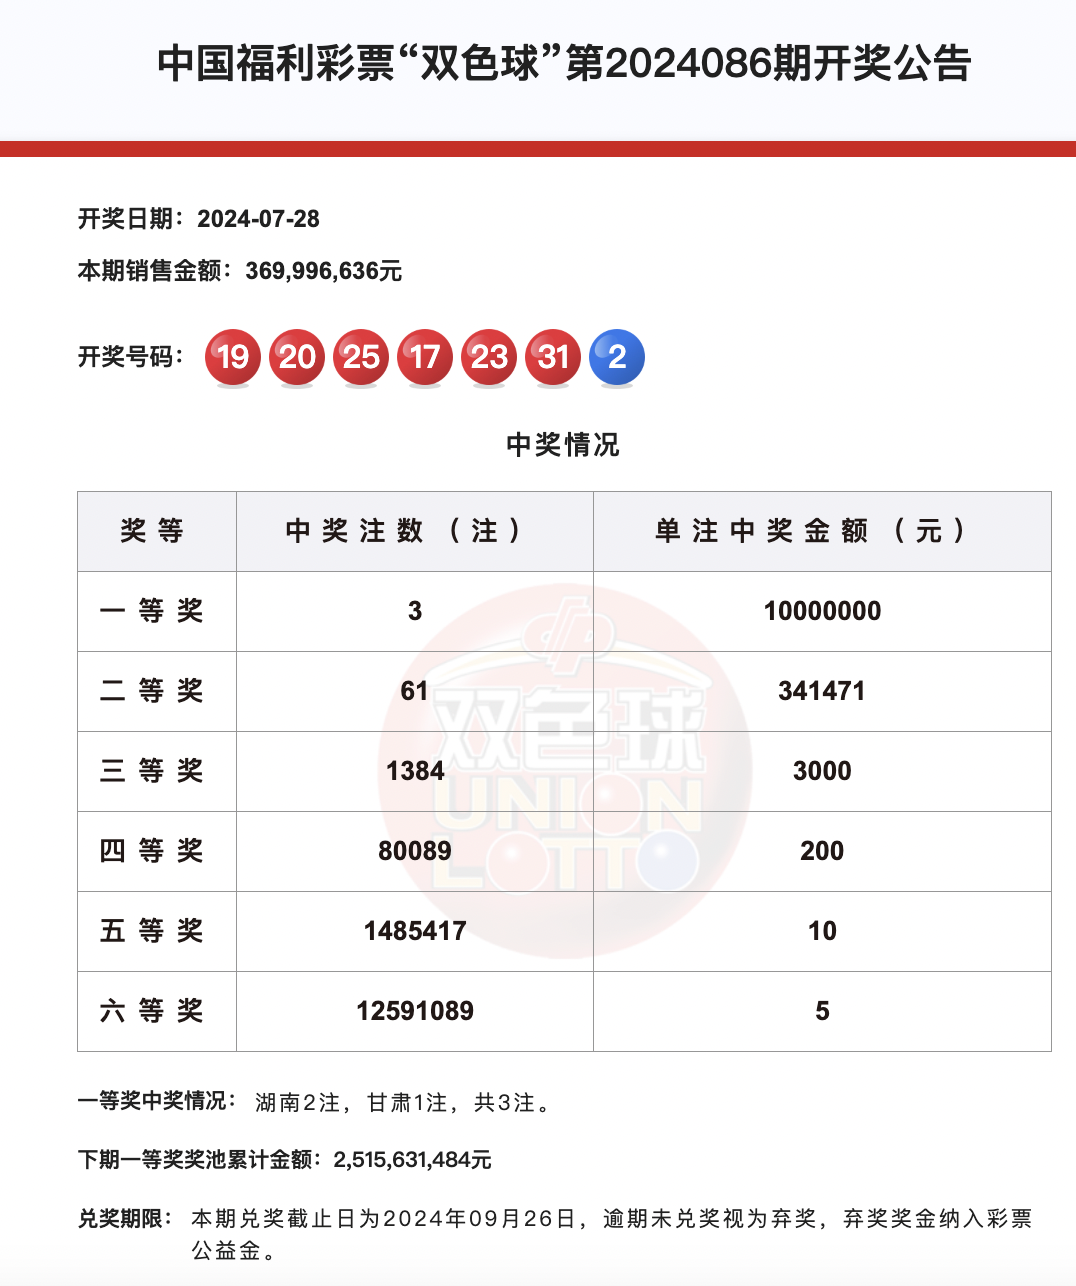 中国福利彩票“双色球”第2024086期开奖公告
开奖日期：2024-07-28
本期销售金额：369,996,636元
开奖号码： 19 20 25 17 23 31 2
中奖情况
奖等 中奖注数（注） 单注中奖金额（元）
一等奖 3 10000000
二等奖 61 341471
三等奖 1384 3000
四等奖 80089 200
五等奖 1485417 10
六等奖 12591089 5
双色球
UNION
LOTTO
一等奖中奖情况： 湖南2注，甘肃1注，共3注。
下期一等奖奖池累计金额：2,515,631,484元
兑奖期限： 本期兑奖截止日为2024年09月26日，逾期未兑奖视为弃奖，弃奖奖金纳入彩票
公益金。